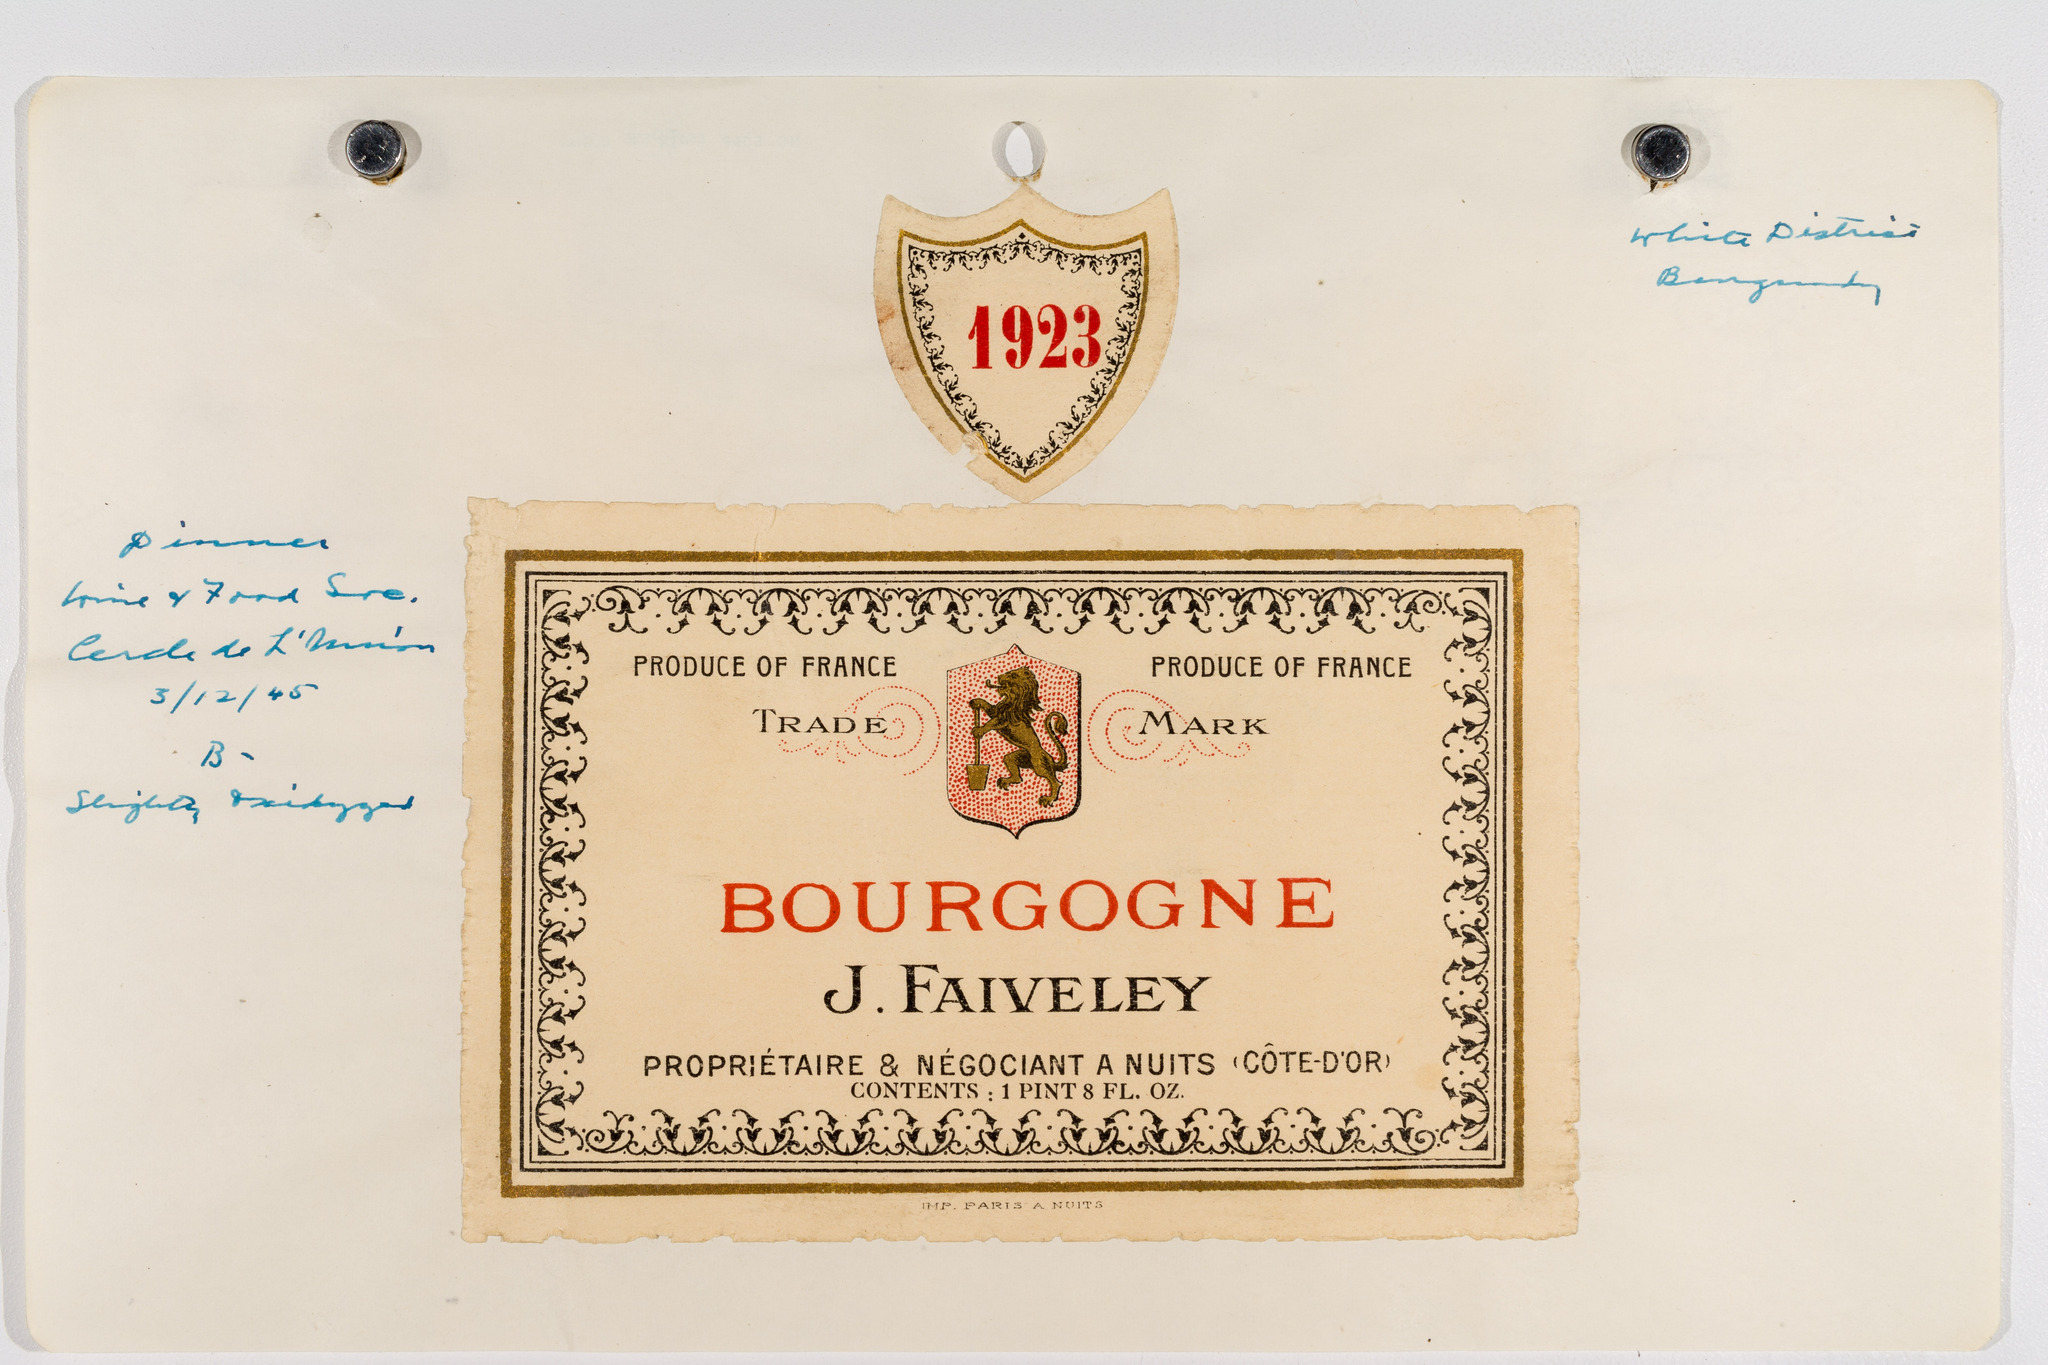 White District
Burgundy
1923
Dinner
Wine & Food Soc.
Cercle de L'Union
3/12/45
B-
Slightly Oxidyzed
PRODUCE OF FRANCE PRODUCE OF FRANCE
TRADE MARK
BOURGOGNE
J. FAIVELEY
PROPRIÉTAIRE & NÉGOCIANT A NUITS (CÔTE-D'OR)
CONTENTS : 1 PINT 8 FL. OZ.
IMP. PARIS A NUITS